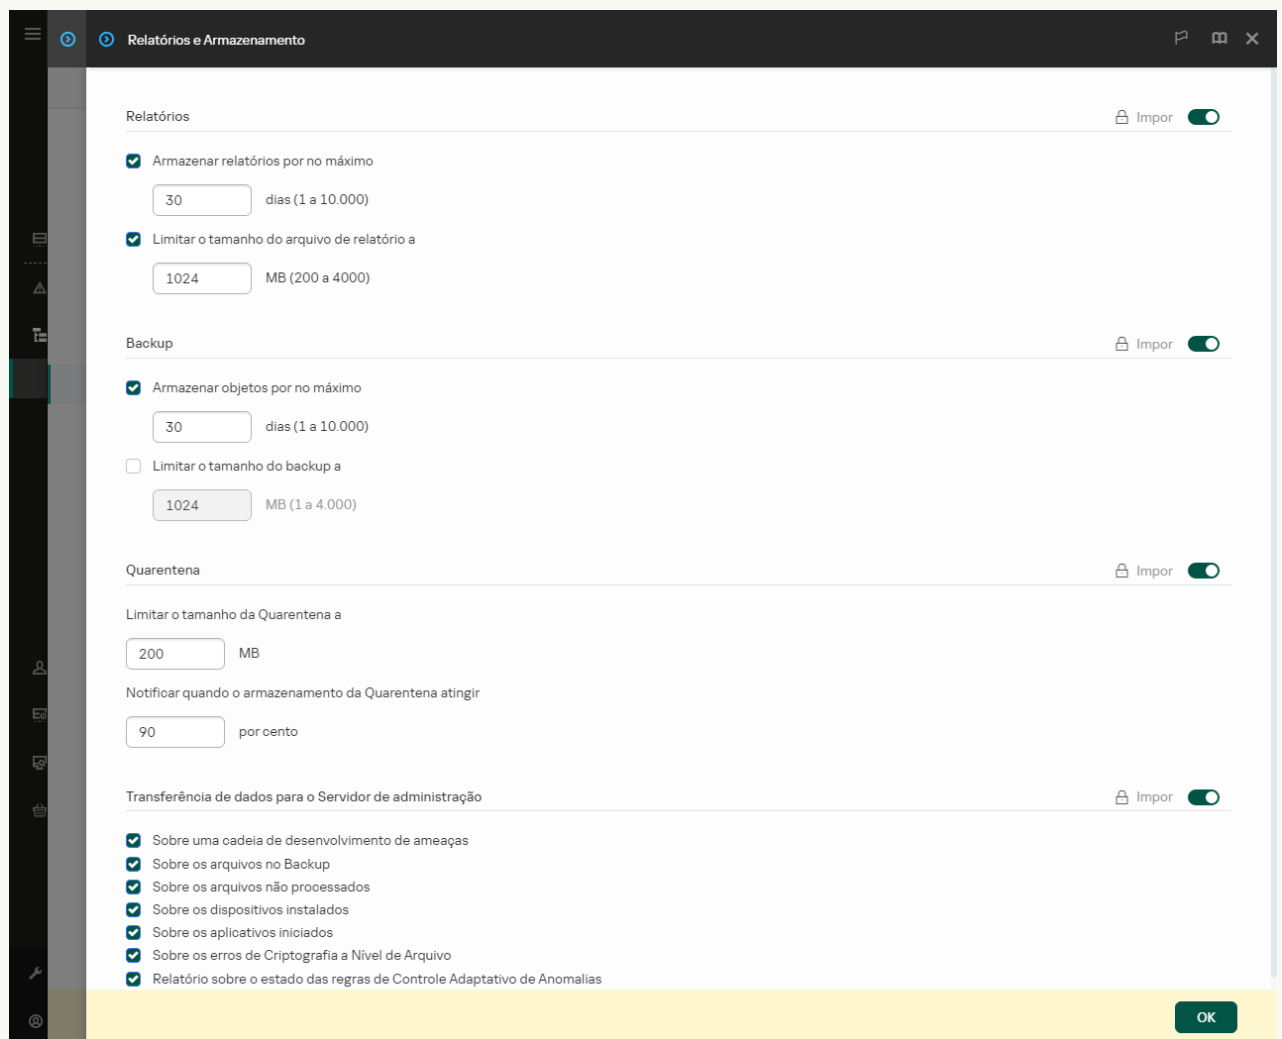 Relatórios e Armazenamento
Relatórios
Impor
Armazenar relatórios por no máximo
30 dias (1 a 10.000)
Limitar o tamanho do arquivo de relatório a
1024 MB (200 a 4000)
Backup
Impor
Armazenar objetos por no máximo
30 dias (1 a 10.000)
Limitar o tamanho do backup a
1024 MB (1 a 4.000)
Quarentena
Impor
Limitar o tamanho da Quarentena a
200 MB
Notificar quando o armazenamento da Quarentena atingir
90 por cento
Transferência de dados para o Servidor de administração
Impor
Sobre uma cadeia de desenvolvimento de ameaças
Sobre os arquivos no Backup
Sobre os arquivos não processados
Sobre os dispositivos instalados
Sobre os aplicativos iniciados
Sobre os erros de Criptografia a Nível de Arquivo
Relatório sobre o estado das regras de Controle Adaptativo de Anomalias
OK